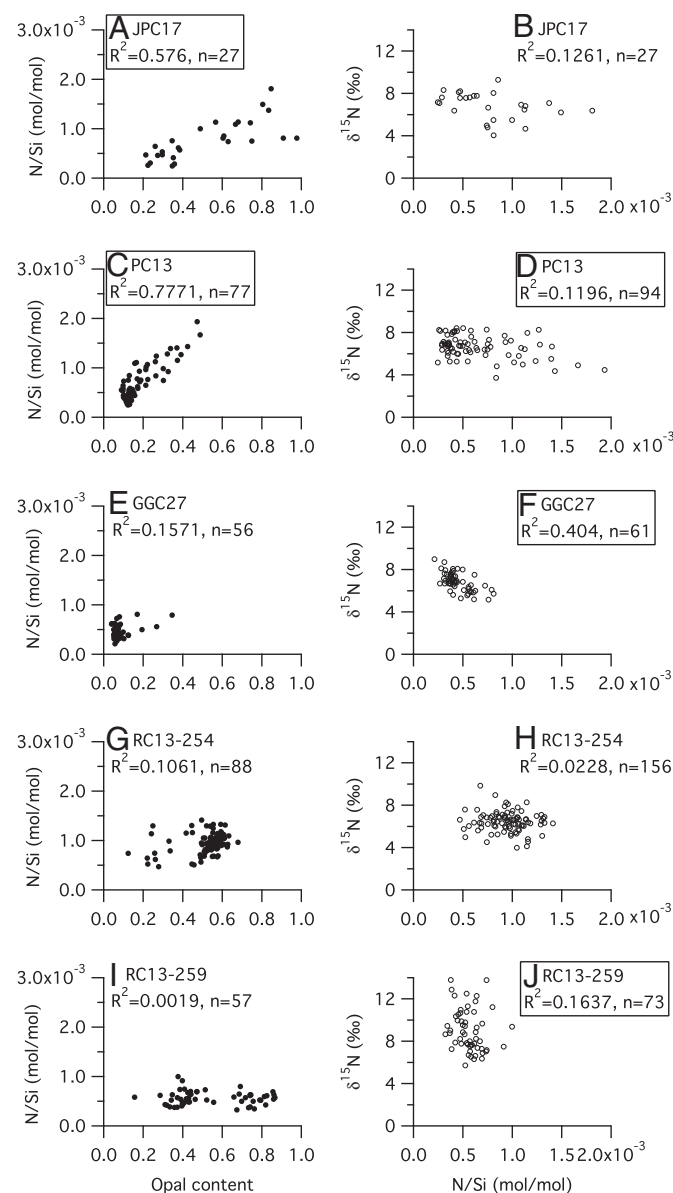 A JPC17
R²=0.576, n=27
3.0x10⁻³
2.0
1.0
0.0
N/Si (mol/mol)
0.0 0.2 0.4 0.6 0.8 1.0
B JPC17
R²=0.1261, n=27
12
8
4
0
δ¹⁵N (‰)
0.0 0.5 1.0 1.5 2.0 x10⁻³
C PC13
R²=0.7771, n=77
3.0x10⁻³
2.0
1.0
0.0
N/Si (mol/mol)
0.0 0.2 0.4 0.6 0.8 1.0
D PC13
R²=0.1196, n=94
12
8
4
0
δ¹⁵N (‰)
0.0 0.5 1.0 1.5 2.0 x10⁻³
E GGC27
R²=0.1571, n=56
3.0x10⁻³
2.0
1.0
0.0
N/Si (mol/mol)
0.0 0.2 0.4 0.6 0.8 1.0
F GGC27
R²=0.404, n=61
12
8
4
0
δ¹⁵N (‰)
0.0 0.5 1.0 1.5 2.0 x10⁻³
G RC13-254
R²=0.1061, n=88
3.0x10⁻³
2.0
1.0
0.0
N/Si (mol/mol)
0.0 0.2 0.4 0.6 0.8 1.0
H RC13-254
R²=0.0228, n=156
12
8
4
0
δ¹⁵N (‰)
0.0 0.5 1.0 1.5 2.0 x10⁻³
I RC13-259
R²=0.0019, n=57
3.0x10⁻³
2.0
1.0
0.0
N/Si (mol/mol)
0.0 0.2 0.4 0.6 0.8 1.0
Opal content
J RC13-259
R²=0.1637, n=73
12
8
4
0
δ¹⁵N (‰)
0.0 0.5 1.0 1.52.0x10⁻³
N/Si (mol/mol)